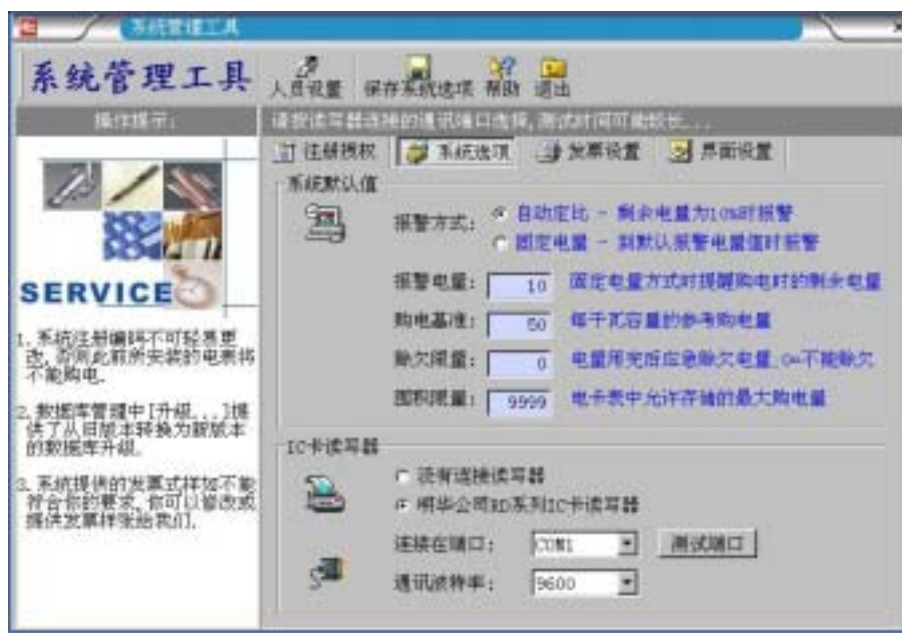 系统管理工具
系统管理工具
人员设置 保存系统选项 帮助 退出
操作提示:
请按读写器连接的通讯端口选择,测试时间可能较长...
注册授权 系统选项 发票设置 界面设置
系统默认值
报警方式: 自动定比 - 剩余电量为10%时报警
固定电量 - 到默认报警电量值时报警
报警电量: 10 固定电量方式时提醒购电时的剩余电量
购电基准: 50 每千瓦容量的参考购电量
赊欠限量: 0 电量用完后应急赊欠电量,0=不能赊欠
囤积限量: 9999 电卡表中允许存储的最大购电量
SERVICE
1. 系统注册编码不可轻易更
改,否则此前所安装的电表将
不能购电.
2. 数据库管理中[升级...]提
供了从旧版本转换为新版本
的数据库升级.
3. 系统提供的发票式样如不能
符合你的要求,你可以修改或
提供发票样张给我们.
IC卡读写器
没有连接读写器
明华公司RD系列IC卡读写器
连接在端口: COM1 测试端口
通讯波特率: 9600